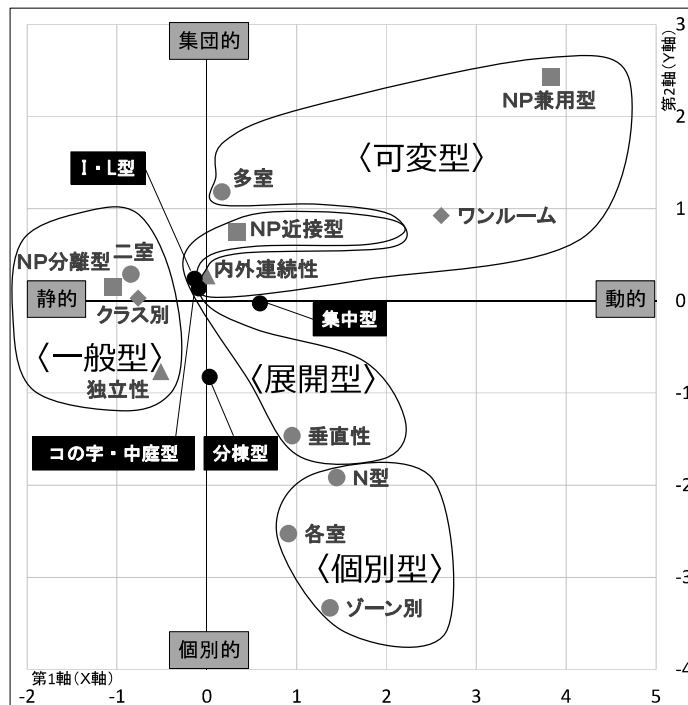 集団的
3
第2軸(Y軸)
NP兼用型
2
〈可変型〉
I・L型
多室
1
ワンルーム
NP近接型
二室
NP分離型
内外連続性
静的
動的
0
クラス別
集中型
〈一般型〉
〈展開型〉
独立性
-1
コの字・中庭型
分棟型
垂直性
N型
-2
各室
〈個別型〉
-3
ゾーン別
個別的
第1軸(X軸)
-4
-2
-1
0
1
2
3
4
5